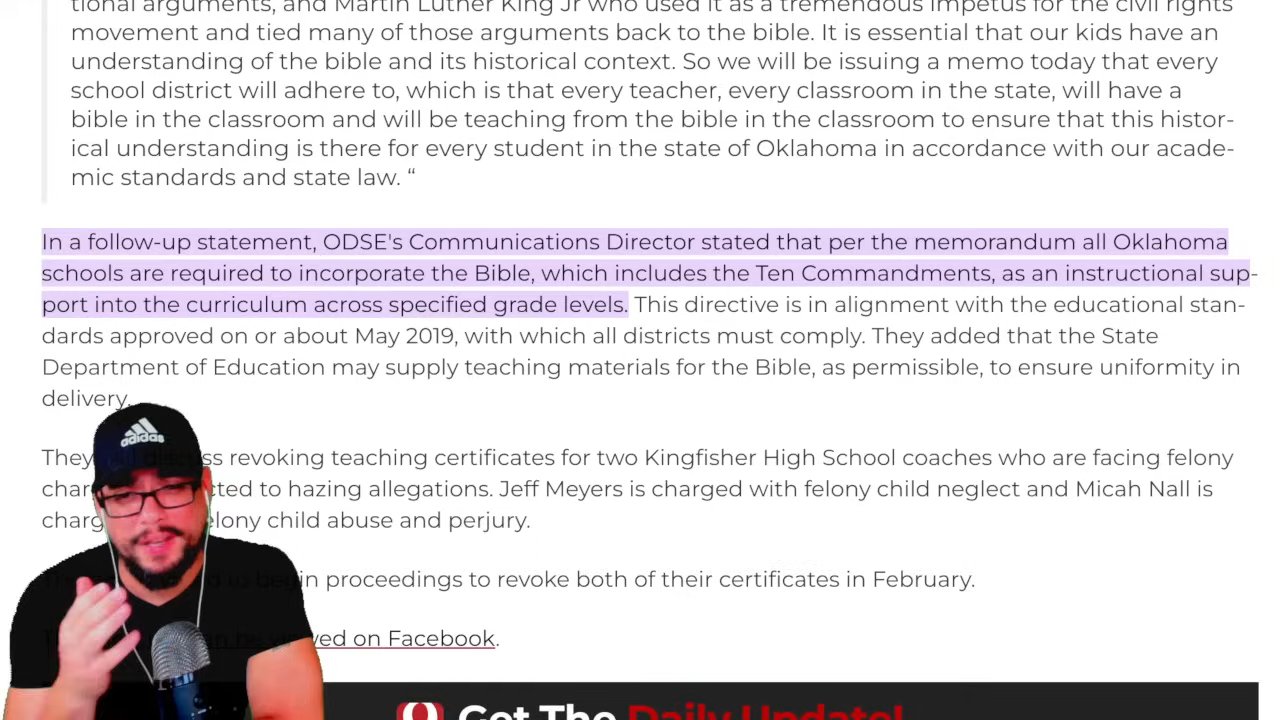 tional arguments, and Martin Luther King Jr who used it as a tremendous impetus for the civil rights
movement and tied many of those arguments back to the bible. It is essential that our kids have an
understanding of the bible and its historical context. So we will be issuing a memo today that every
school district will adhere to, which is that every teacher, every classroom in the state, will have a
bible in the classroom and will be teaching from the bible in the classroom to ensure that this histor-
ical understanding is there for every student in the state of Oklahoma in accordance with our acade-
mic standards and state law. “
In a follow-up statement, ODSE's Communications Director stated that per the memorandum all Oklahoma
schools are required to incorporate the Bible, which includes the Ten Commandments, as an instructional sup-
port into the curriculum across specified grade levels. This directive is in alignment with the educational stan-
dards approved on or about May 2019, with which all districts must comply. They added that the State
Department of Education may supply teaching materials for the Bible, as permissible, to ensure uniformity in
delivery.
They discuss revoking teaching certificates for two Kingfisher High School coaches who are facing felony
cted to hazing allegations. Jeff Meyers is charged with felony child neglect and Micah Nall is
elony child abuse and perjury.
begin proceedings to revoke both of their certificates in February.
on Facebook.
adidas
Get The Daily Update!